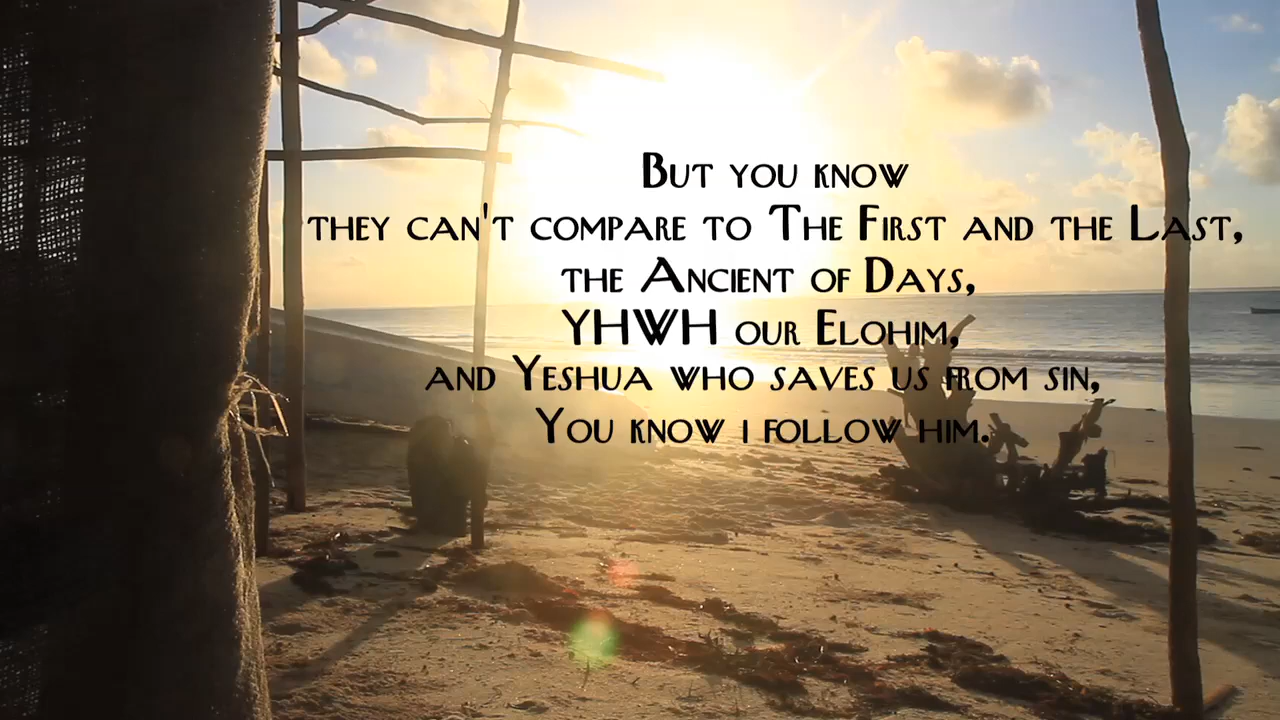 But you know
they can't compare to The First and the Last,
the Ancient of Days,
YHWH our Elohim,
and Yeshua who saves us from sin,
You know i follow him.